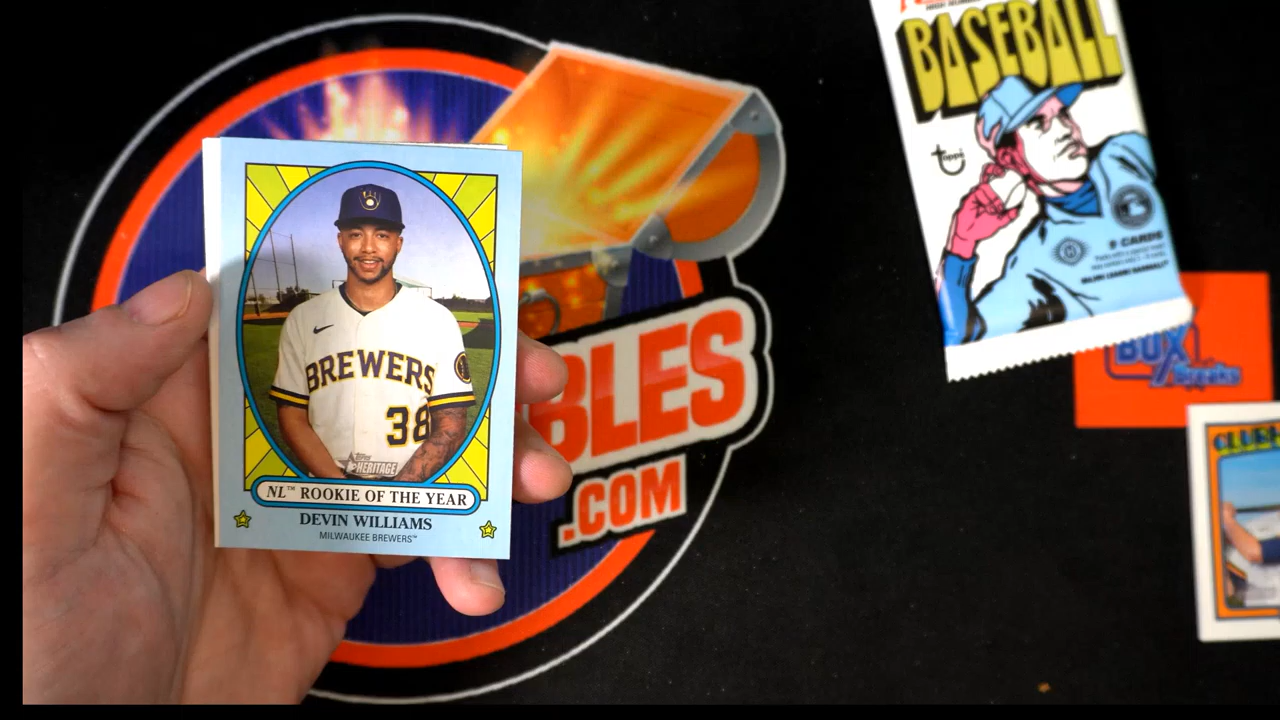 BASEBALL
topps
9 CARDS
BREWERS
38
TOPPS
HERITAGE
NL™ ROOKIE OF THE YEAR
DEVIN WILLIAMS
MILWAUKEE BREWERS™
BLES
.COM
BOX
Breaks